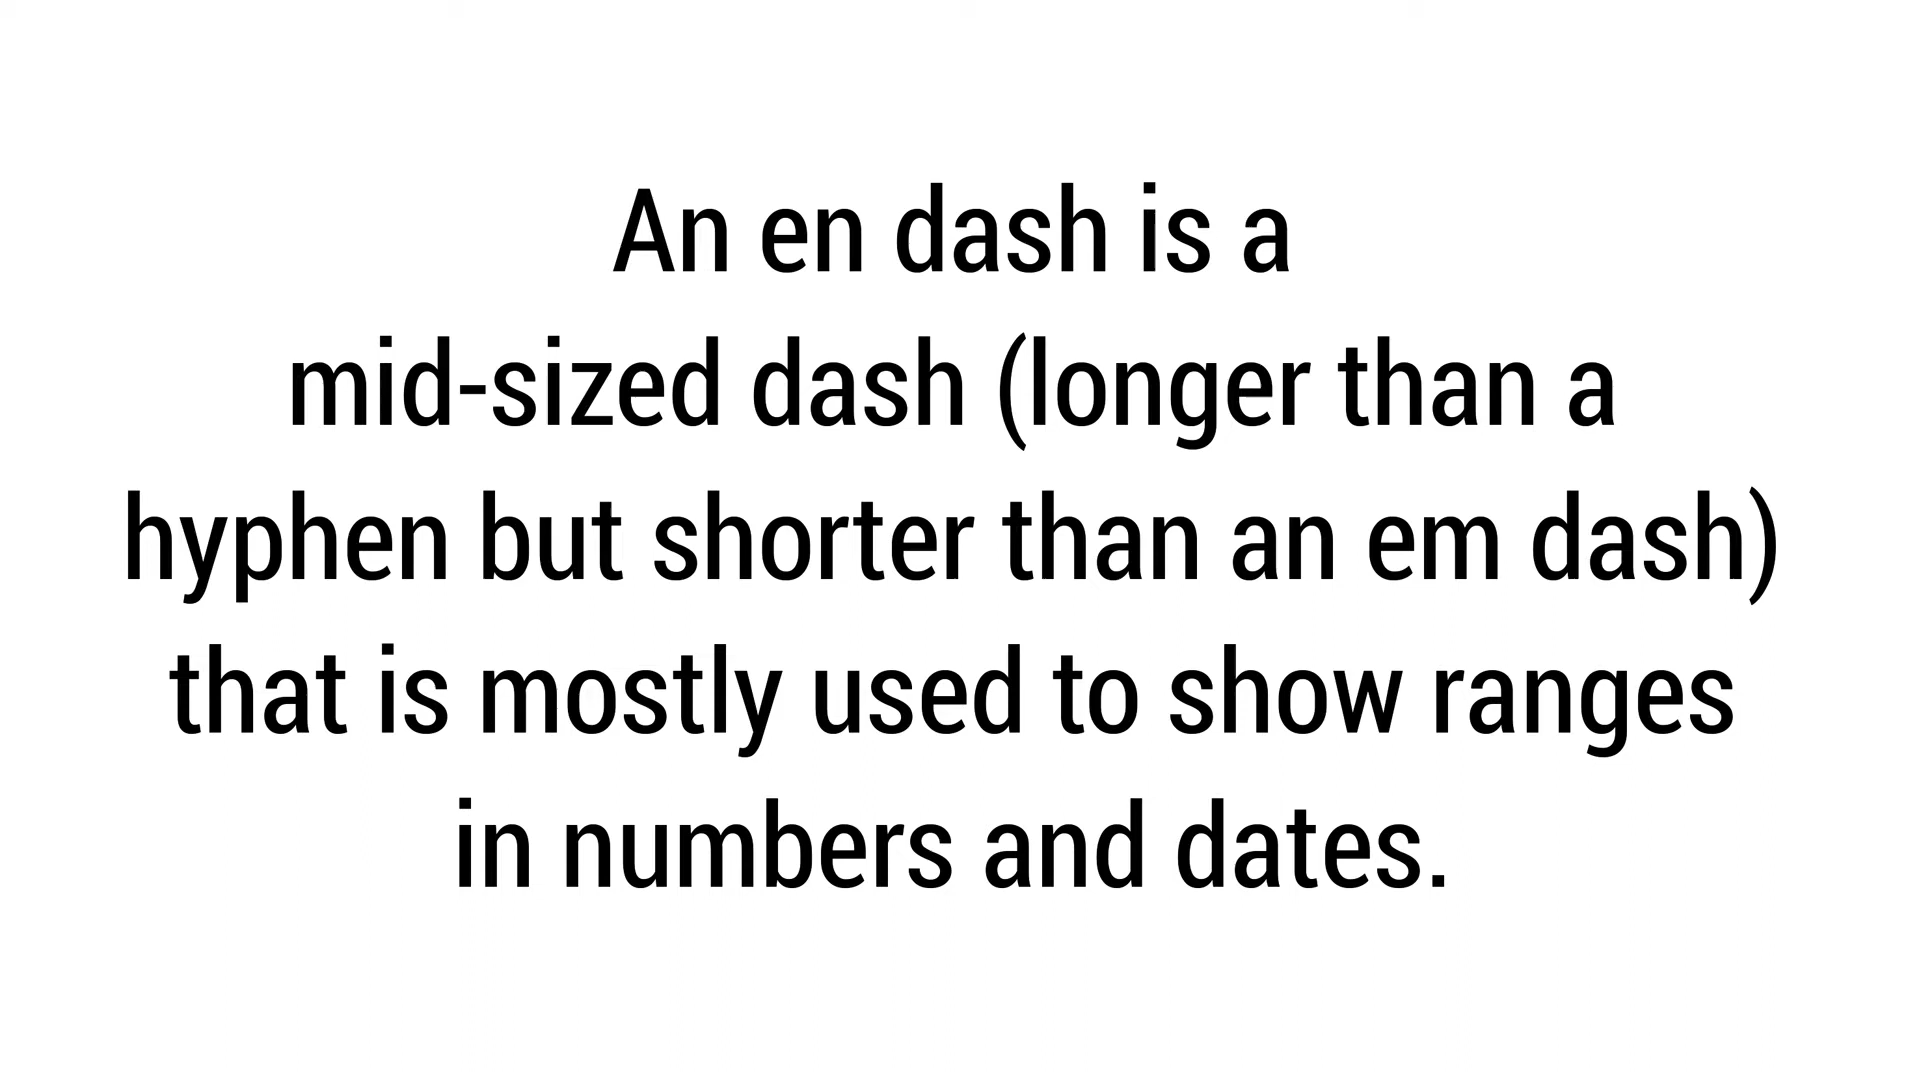 An en dash is a
mid-sized dash (longer than a
hyphen but shorter than an em dash)
that is mostly used to show ranges
in numbers and dates.